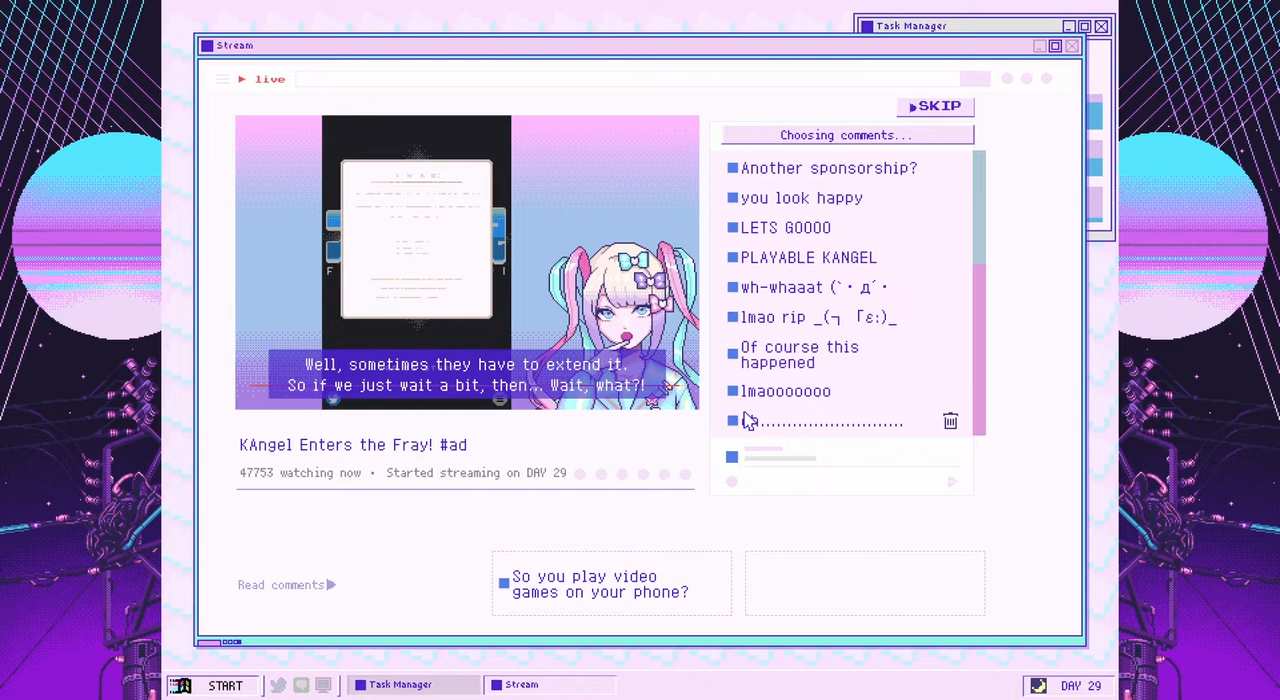 Task Manager
Stream
live
SKIP
Choosing comments...
Another sponsorship?
you look happy
LETS GOOOO
PLAYABLE KANGEL
wh-whaaat (`・д´・
lmao rip _(┐「ε:)_
Of course this
happened
lmaooooooo
Well, sometimes they have to extend it.
So if we just wait a bit, then... Wait, what?!
KAngel Enters the Fray! #ad
47753 watching now • Started streaming on DAY 29
Read comments
So you play video
games on your phone?
START
Task Manager
Stream
DAY 29